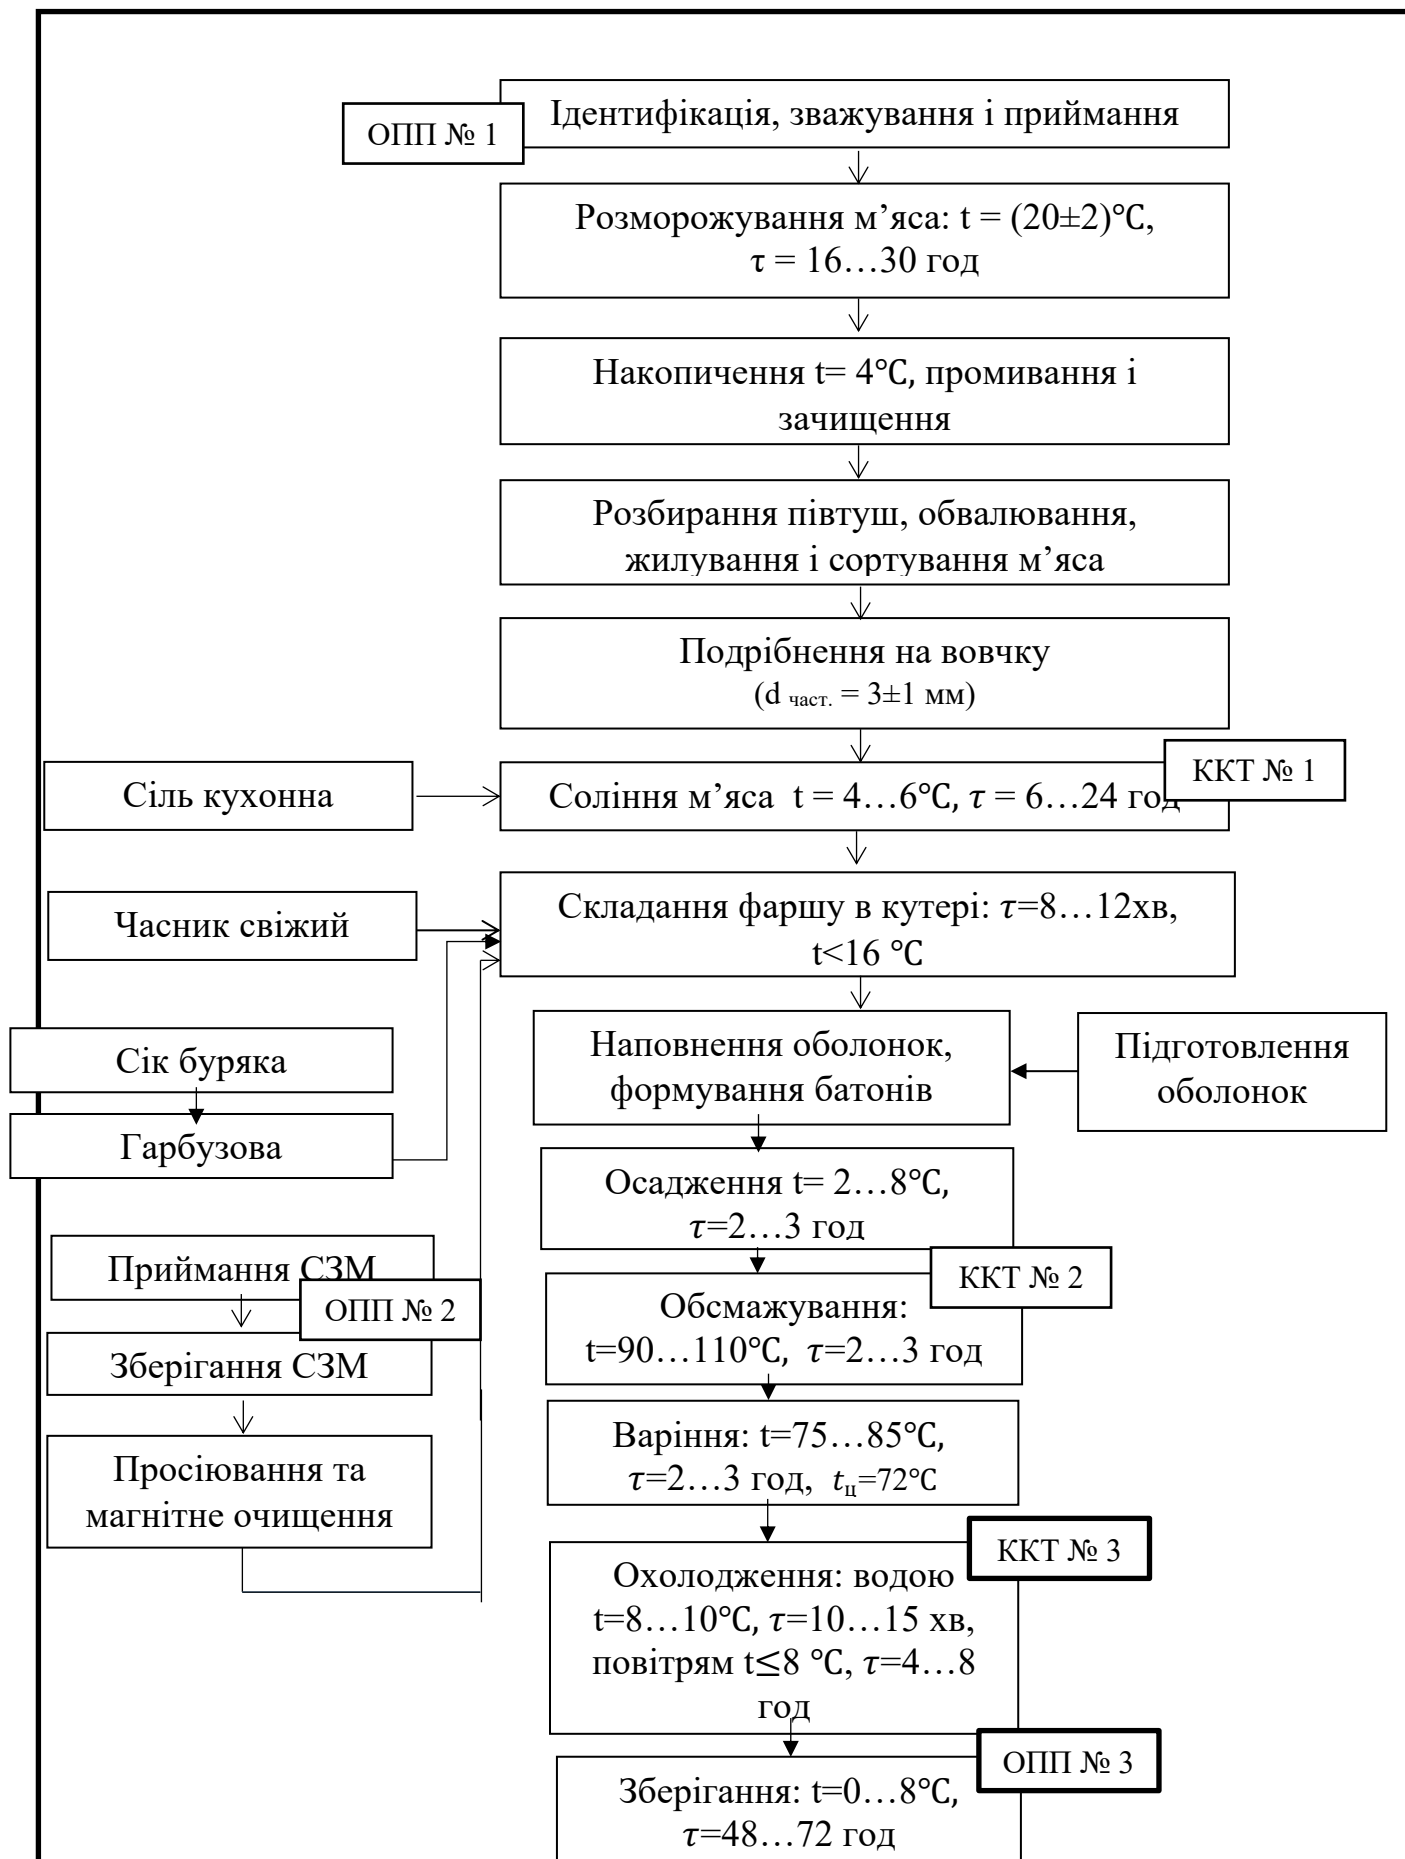 Ідентифікація, зважування і приймання
ОПП № 1
Розморожування м’яса: t = (20±2)℃,
τ = 16…30 год
Накопичення t= 4℃, промивання і
зачищення
Розбирання півтуш, обвалювання,
жилування і сортування м’яса
Подрібнення на вовчку
(d част. = 3±1 мм)
ККТ № 1
Сіль кухонна
Соління м’яса t = 4…6℃, τ = 6…24 год
Часник свіжий
Складання фаршу в кутері: τ=8…12хв,
t<16 ℃
Сік буряка
Гарбузова
Наповнення оболонок,
формування батонів
Підготовлення
оболонок
Осадження t= 2…8℃,
τ=2…3 год
Приймання СЗМ
ОПП № 2
Зберігання СЗМ
Просіювання та
магнітне очищення
ККТ № 2
Обсмажування:
t=90…110℃, τ=2…3 год
Варіння: t=75…85℃,
τ=2…3 год, tц=72℃
ККТ № 3
Охолодження: водою
t=8…10℃, τ=10…15 хв,
повітрям t≤8 ℃, τ=4…8
год
ОПП № 3
Зберігання: t=0…8℃,
τ=48…72 год